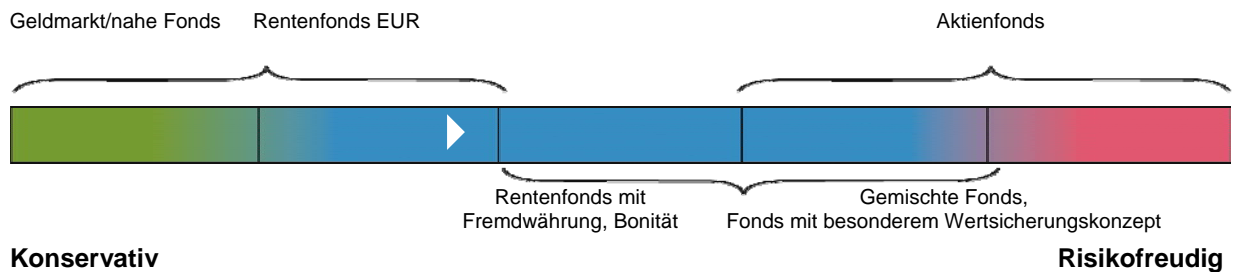 Geldmarkt/nahe Fonds Rentenfonds EUR Aktienfonds
Rentenfonds mit Gemischte Fonds,
Fremdwährung, Bonität Fonds mit besonderem Wertsicherungskonzept
Konservativ Risikofreudig